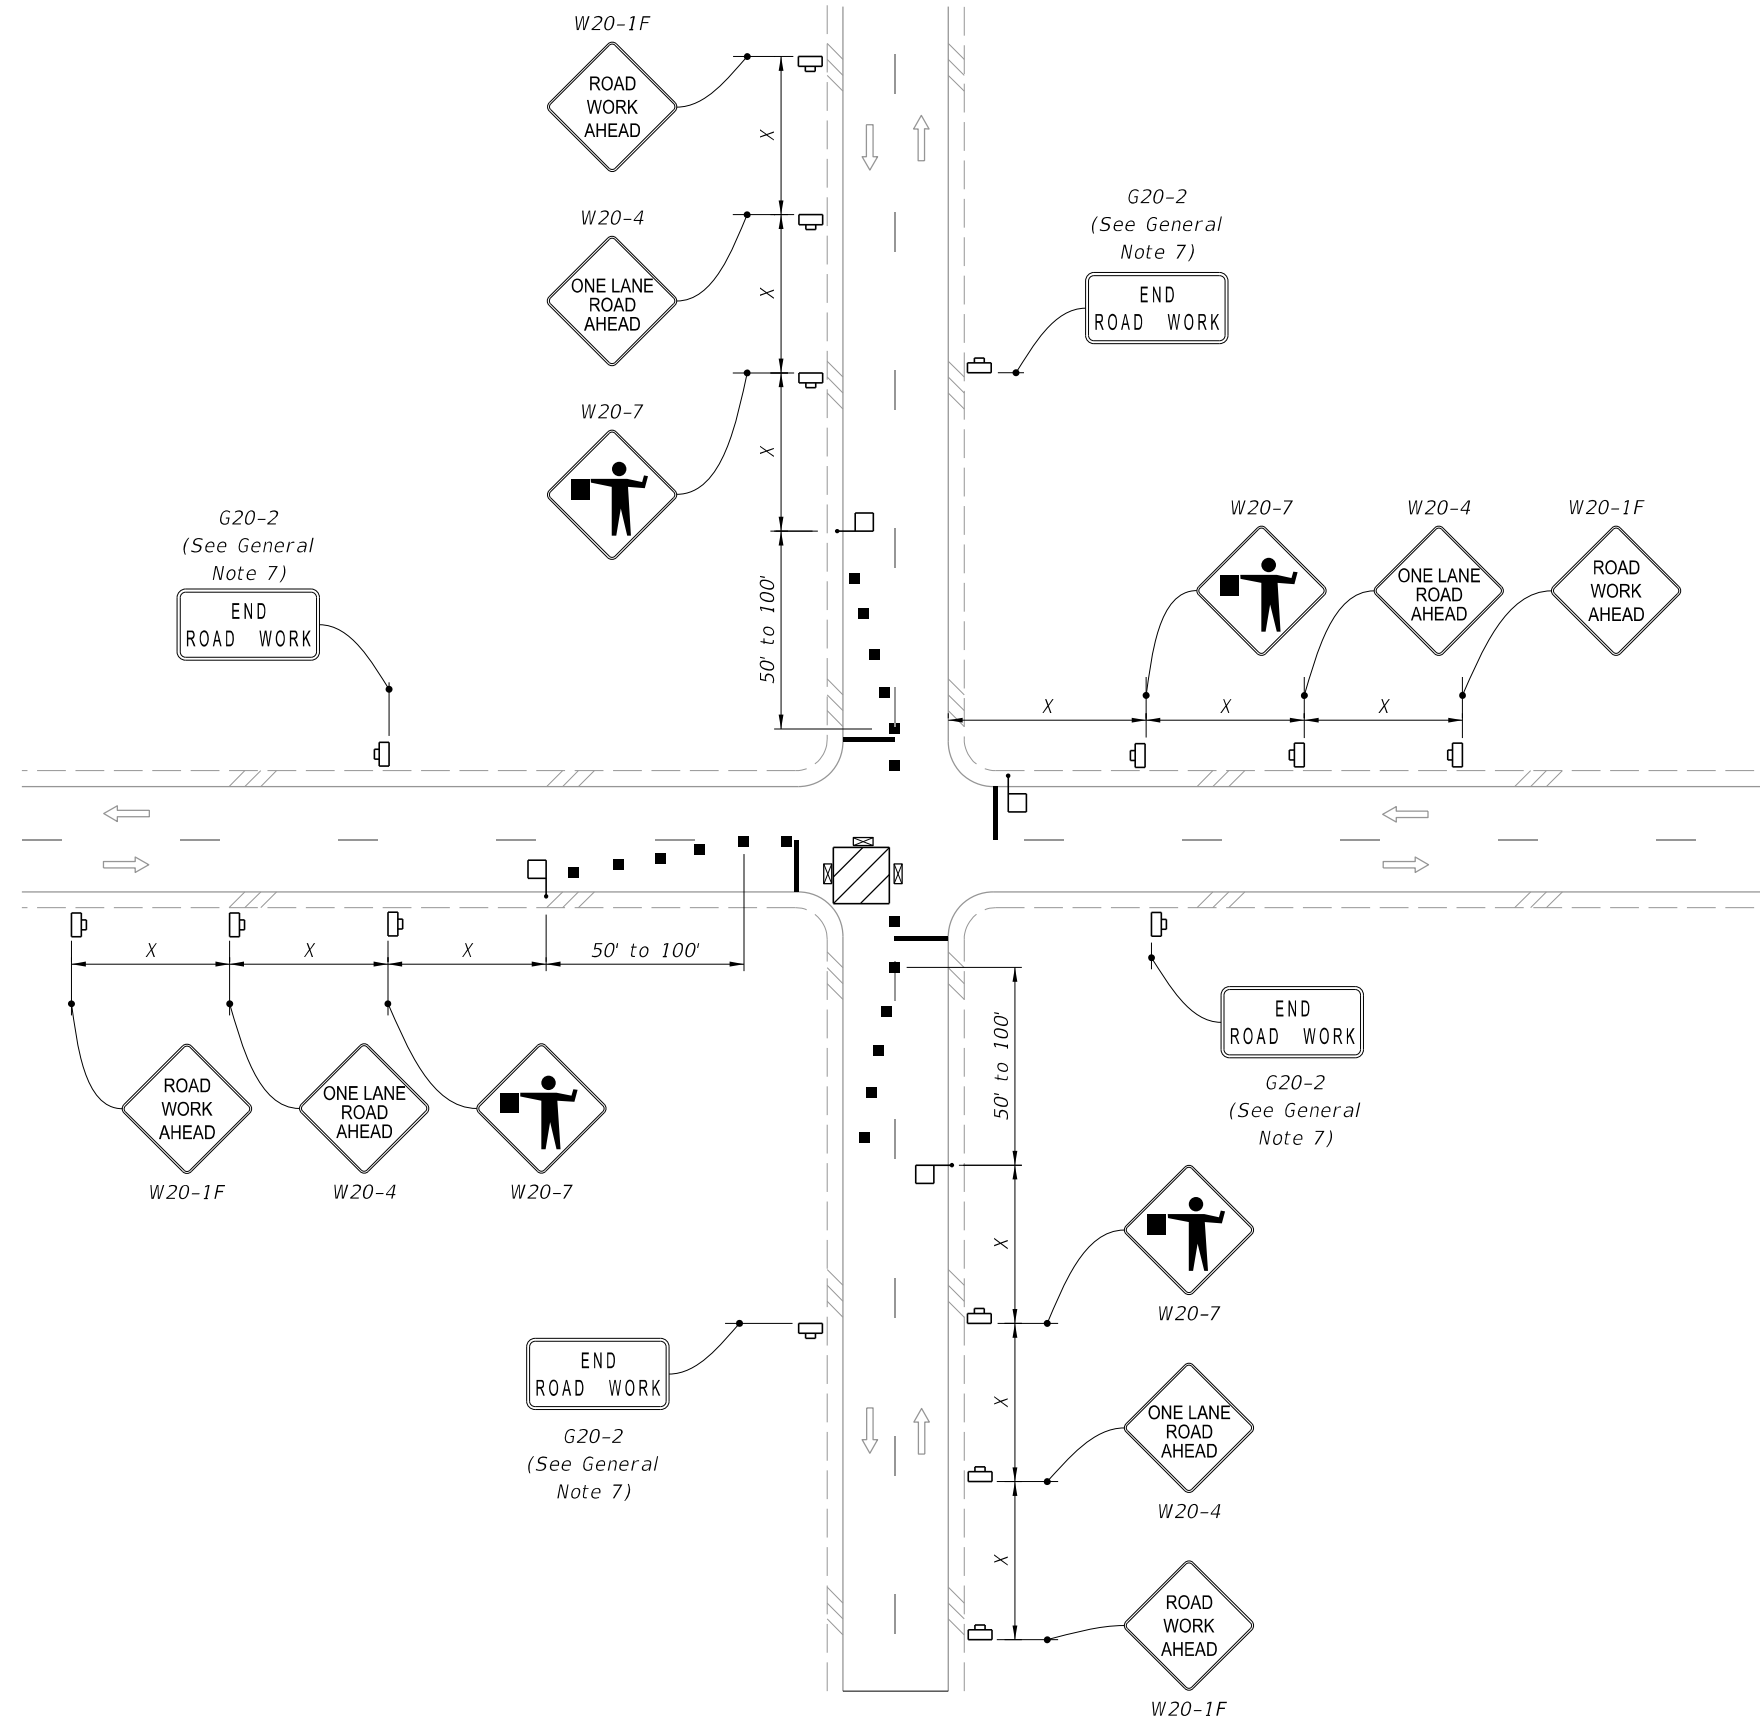 W20-1F
ROAD
WORK
AHEAD
X
W20-4
ONE LANE
ROAD
AHEAD
X
W20-7
X
50' to 100'
G20-2
(See General
Note 7)
END
ROAD WORK
G20-2
(See General
Note 7)
END
ROAD WORK
W20-7
W20-4
ONE LANE
ROAD
AHEAD
W20-1F
ROAD
WORK
AHEAD
X
X
X
X
X
X
50' to 100'
ROAD
WORK
AHEAD
W20-1F
ONE LANE
ROAD
AHEAD
W20-4
W20-7
50' to 100'
END
ROAD WORK
G20-2
(See General
Note 7)
X
W20-7
END
ROAD WORK
G20-2
(See General
Note 7)
X
ONE LANE
ROAD
AHEAD
W20-4
X
ROAD
WORK
AHEAD
W20-1F